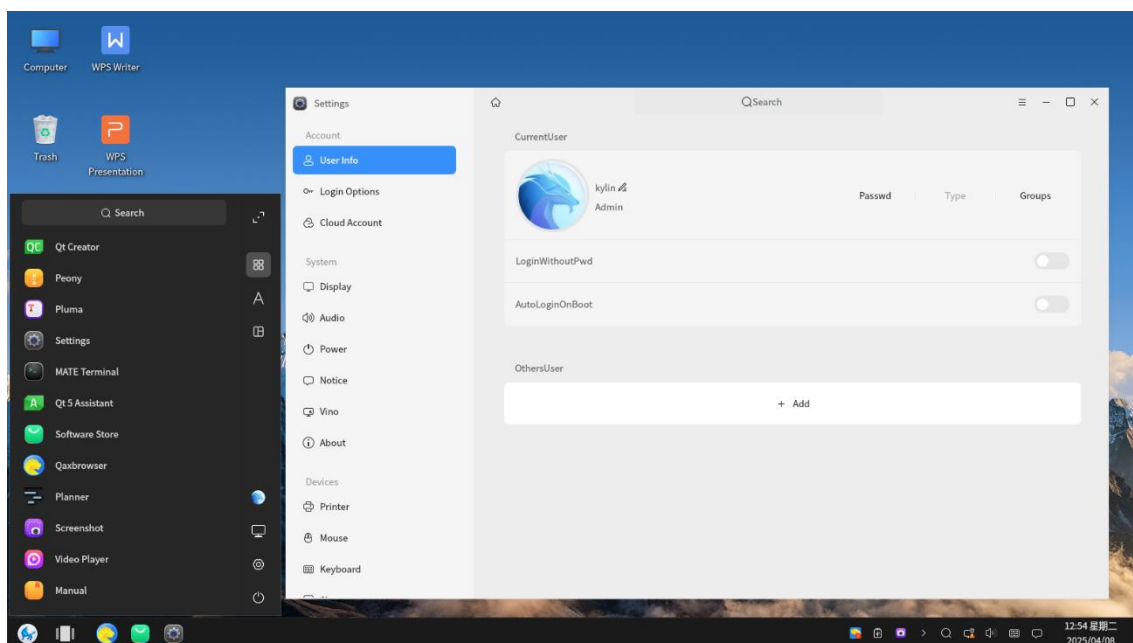 Computer
WPS Writer
Trash
WPS
Presentation
Search
QC
Qt Creator
Peony
T
Pluma
Settings
MATE Terminal
A
Qt 5 Assistant
Software Store
Qaxbrowser
Planner
Screenshot
Video Player
Manual
A
Settings
Account
User Info
Login Options
Cloud Account
System
Display
Audio
Power
Notice
Vino
About
Devices
Printer
Mouse
Keyboard
Search
CurrentUser
kylin
Admin
Passwd
Type
Groups
LoginWithoutPwd
AutoLoginOnBoot
OthersUser
+ Add
12:54 星期二
2025/04/08